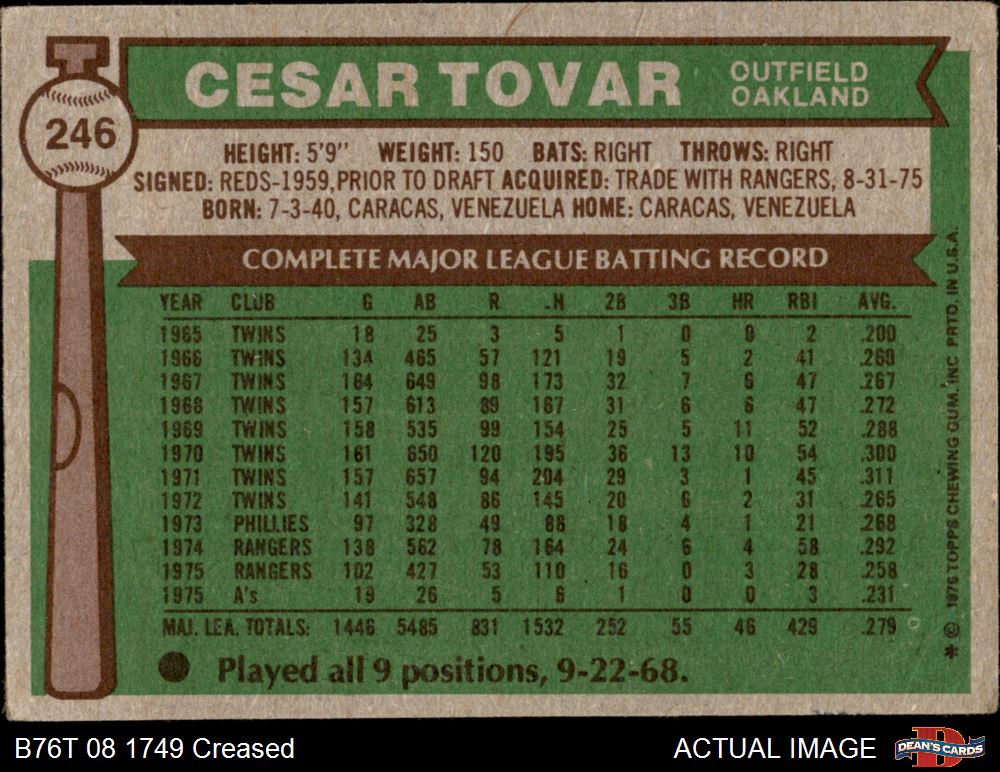 CESAR TOVAR
OUTFIELD
OAKLAND
246
HEIGHT: 5'9" WEIGHT: 150 BATS: RIGHT THROWS: RIGHT
SIGNED: REDS-1959, PRIOR TO DRAFT ACQUIRED: TRADE WITH RANGERS, 8-31-75
BORN: 7-3-40, CARACAS, VENEZUELA HOME: CARACAS, VENEZUELA
COMPLETE MAJOR LEAGUE BATTING RECORD
YEAR CLUB G AB R H 2B 3B HR RBI AVG.
1965 TWINS 18 25 3 5 1 0 0 2 .200
1966 TWINS 134 465 57 121 19 5 2 41 .260
1967 TWINS 164 649 98 173 32 7 6 47 .267
1968 TWINS 157 613 89 167 31 6 6 47 .272
1969 TWINS 158 535 99 154 25 5 11 52 .288
1970 TWINS 161 650 120 195 36 13 10 54 .300
1971 TWINS 157 657 94 204 29 3 1 45 .311
1972 TWINS 141 548 86 145 20 6 2 31 .265
1973 PHILLIES 97 328 49 88 18 4 1 21 .268
1974 RANGERS 138 562 78 164 24 6 4 58 .292
1975 RANGERS 102 427 53 110 16 0 3 28 .258
1975 A's 19 26 5 6 1 0 0 3 .231
MAJ. LEA. TOTALS: 1446 5485 831 1532 252 55 46 429 .279
Played all 9 positions, 9-22-68.
* © 1976 TOPPS CHEWING GUM, INC PRTD. IN U.S.A.
B76T 08 1749 Creased
ACTUAL IMAGE
DEAN'S CARDS